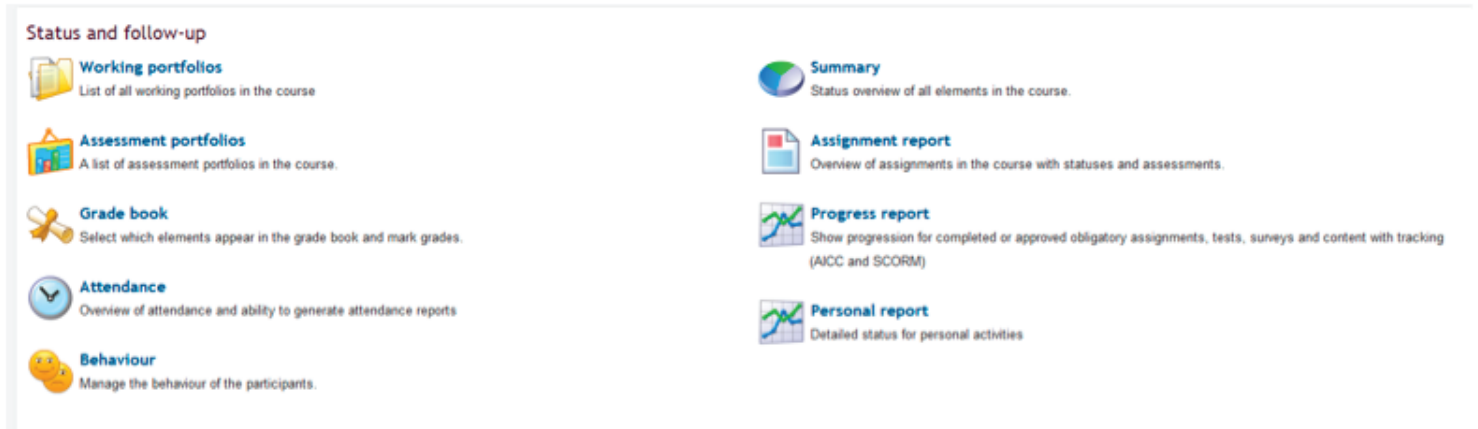 Status and follow-up
Working portfolios
List of all working portfolios in the course
Assessment portfolios
A list of assessment portfolios in the course.
Grade book
Select which elements appear in the grade book and mark grades.
Attendance
Overview of attendance and ability to generate attendance reports
Behaviour
Manage the behaviour of the participants.
Summary
Status overview of all elements in the course.
Assignment report
Overview of assignments in the course with statuses and assessments.
Progress report
Show progression for completed or approved obligatory assignments, tests, surveys and content with tracking
(AICC and SCORM)
Personal report
Detailed status for personal activities